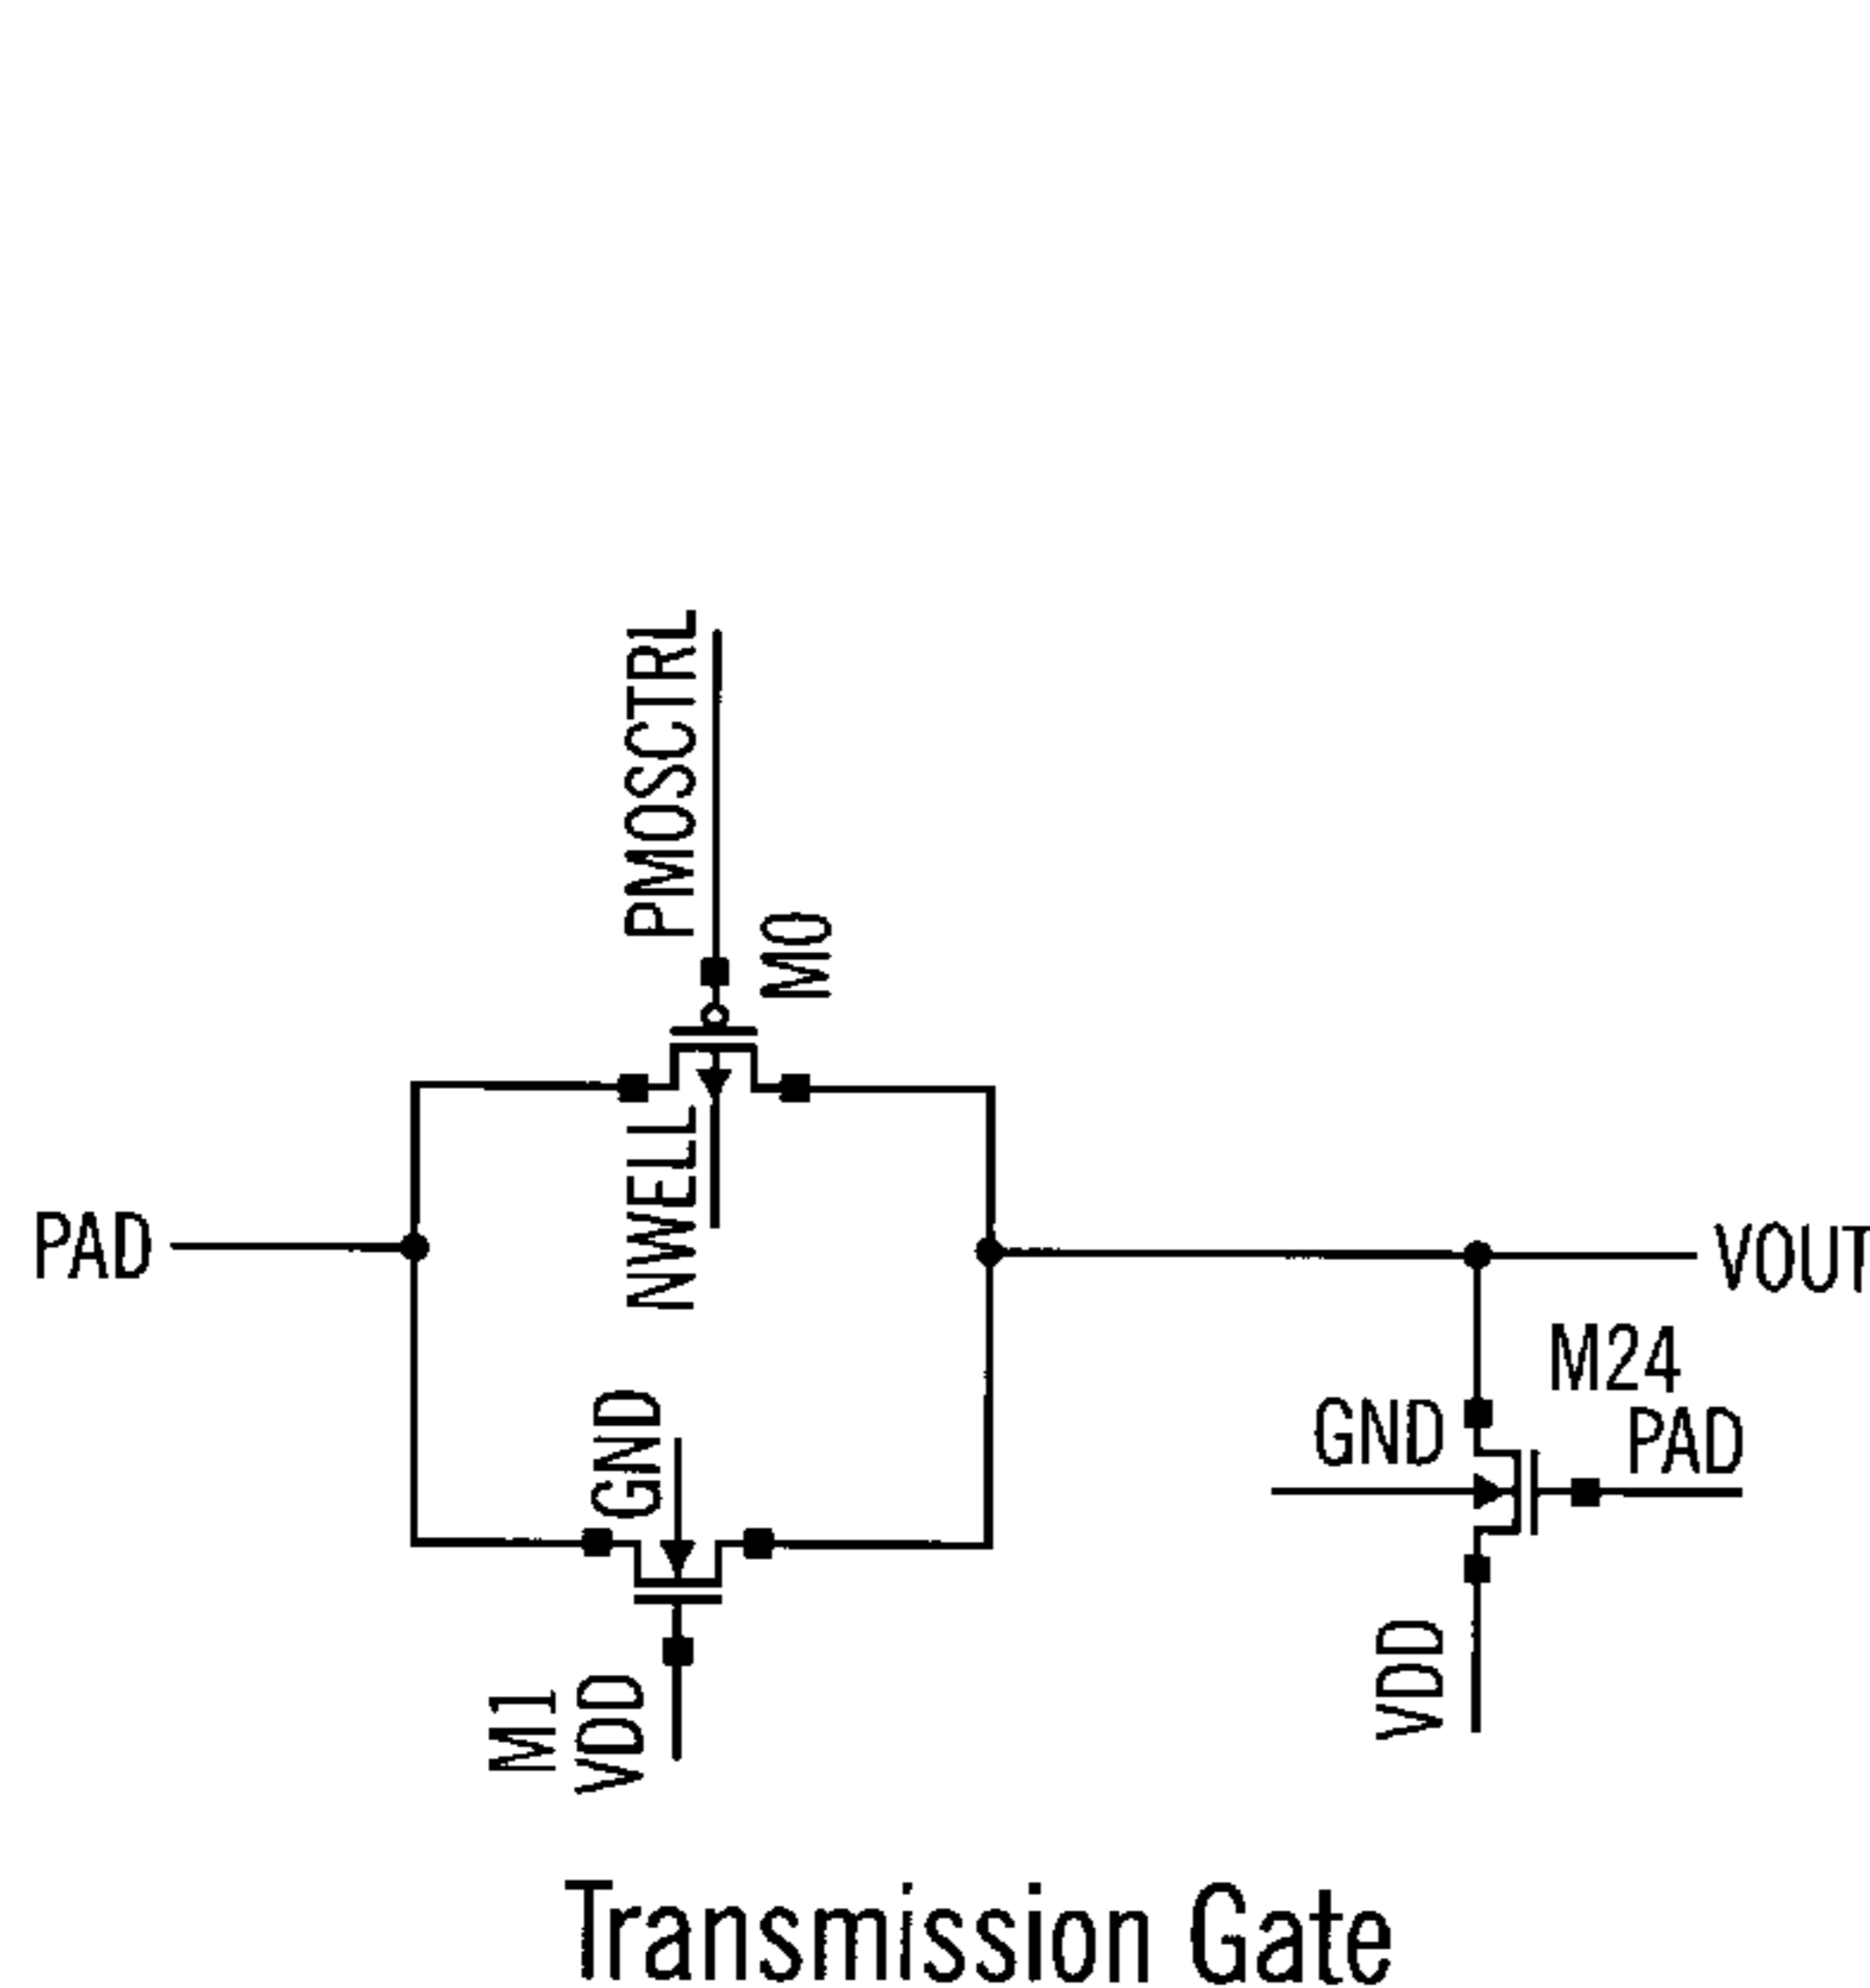 PMOSCTRL
M0
NWELL
PAD
VOUT
M24
GND
PAD
GND
VDD
M1
VDD
Transmission Gate